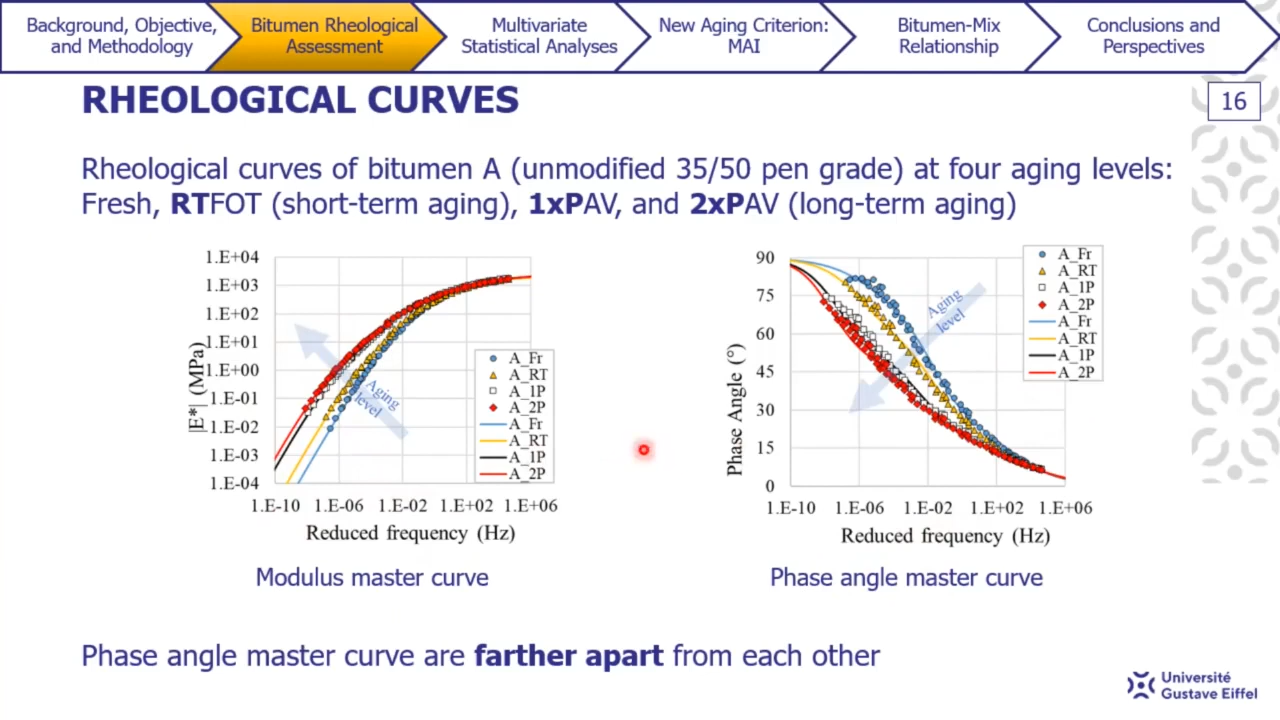 Background, Objective,
and Methodology
Bitumen Rheological
Assessment
Multivariate
Statistical Analyses
New Aging Criterion:
MAI
Bitumen-Mix
Relationship
Conclusions and
Perspectives
RHEOLOGICAL CURVES
16
Rheological curves of bitumen A (unmodified 35/50 pen grade) at four aging levels:
Fresh, RTFOT (short-term aging), 1xPAV, and 2xPAV (long-term aging)
|E*| (MPa)
1.E+04
1.E+03
1.E+02
1.E+01
1.E+00
1.E-01
1.E-02
1.E-03
1.E-04
Aging
level
A_Fr
A_RT
A_1P
A_2P
A_Fr
A_RT
A_1P
A_2P
1.E-10 1.E-06 1.E-02 1.E+02 1.E+06
Reduced frequency (Hz)
Modulus master curve
Phase Angle (°)
90
75
60
45
30
15
0
Aging
level
A_Fr
A_RT
A_1P
A_2P
A_Fr
A_RT
A_1P
A_2P
1.E-10 1.E-06 1.E-02 1.E+02 1.E+06
Reduced frequency (Hz)
Phase angle master curve
Phase angle master curve are farther apart from each other
Université
Gustave Eiffel